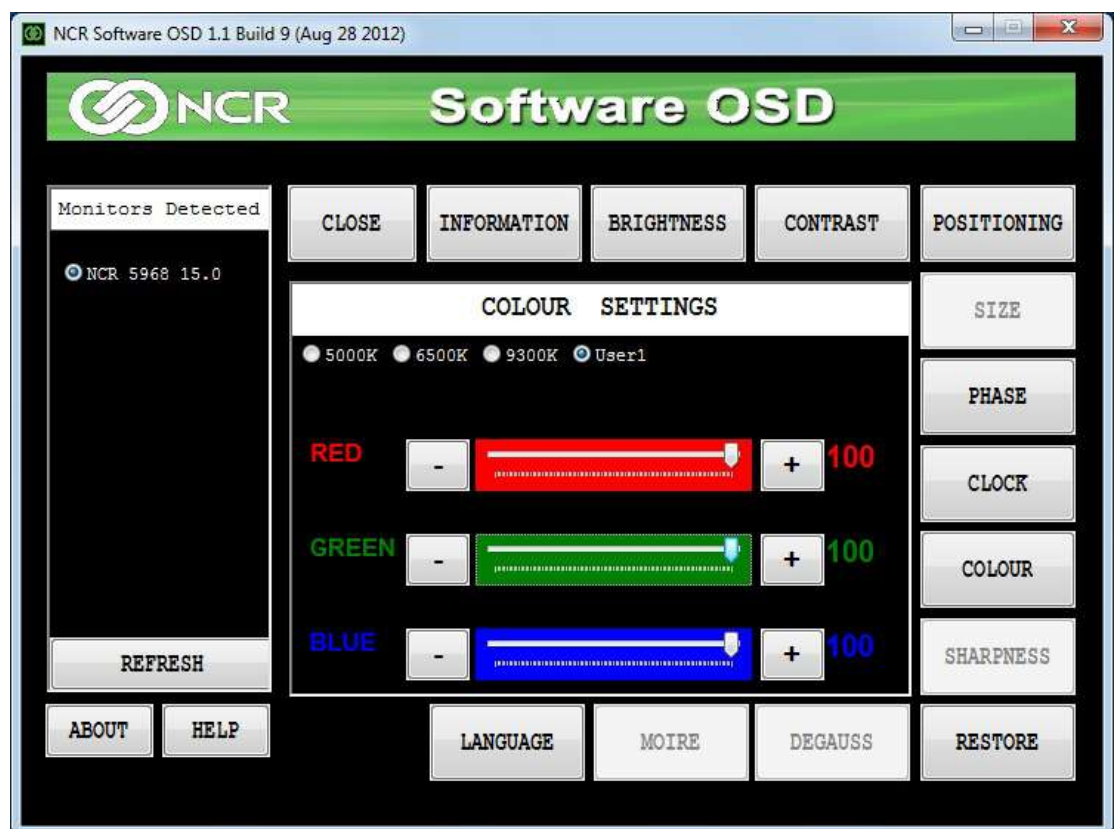 NCR Software OSD 1.1 Build 9 (Aug 28 2012)
NCR Software OSD
Monitors Detected
NCR 5968 15.0
REFRESH
ABOUT HELP
CLOSE INFORMATION BRIGHTNESS CONTRAST POSITIONING
COLOUR SETTINGS
5000K 6500K 9300K User1
RED - + 100
GREEN - + 100
BLUE - + 100
SIZE
PHASE
CLOCK
COLOUR
SHARPNESS
LANGUAGE MOIRE DEGAUSS RESTORE